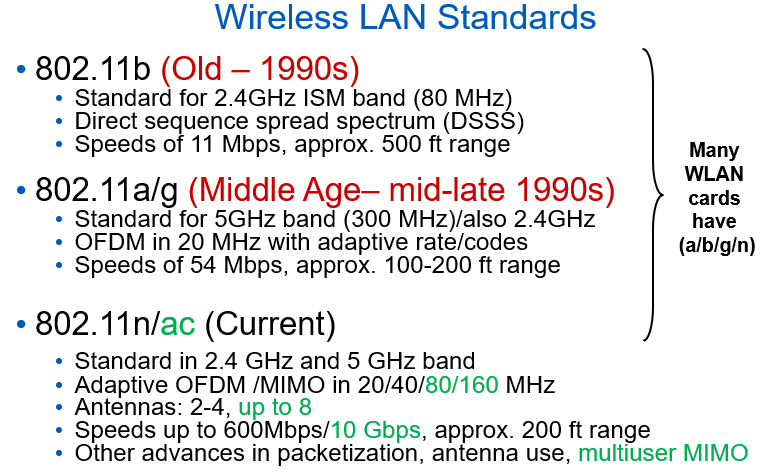 Wireless LAN Standards
• 802.11b (Old – 1990s)
• Standard for 2.4GHz ISM band (80 MHz)
• Direct sequence spread spectrum (DSSS)
• Speeds of 11 Mbps, approx. 500 ft range
• 802.11a/g (Middle Age– mid-late 1990s)
• Standard for 5GHz band (300 MHz)/also 2.4GHz
• OFDM in 20 MHz with adaptive rate/codes
• Speeds of 54 Mbps, approx. 100-200 ft range
• 802.11n/ac (Current)
• Standard in 2.4 GHz and 5 GHz band
• Adaptive OFDM /MIMO in 20/40/80/160 MHz
• Antennas: 2-4, up to 8
• Speeds up to 600Mbps/10 Gbps, approx. 200 ft range
• Other advances in packetization, antenna use, multiuser MIMO
Many
WLAN
cards
have
(a/b/g/n)